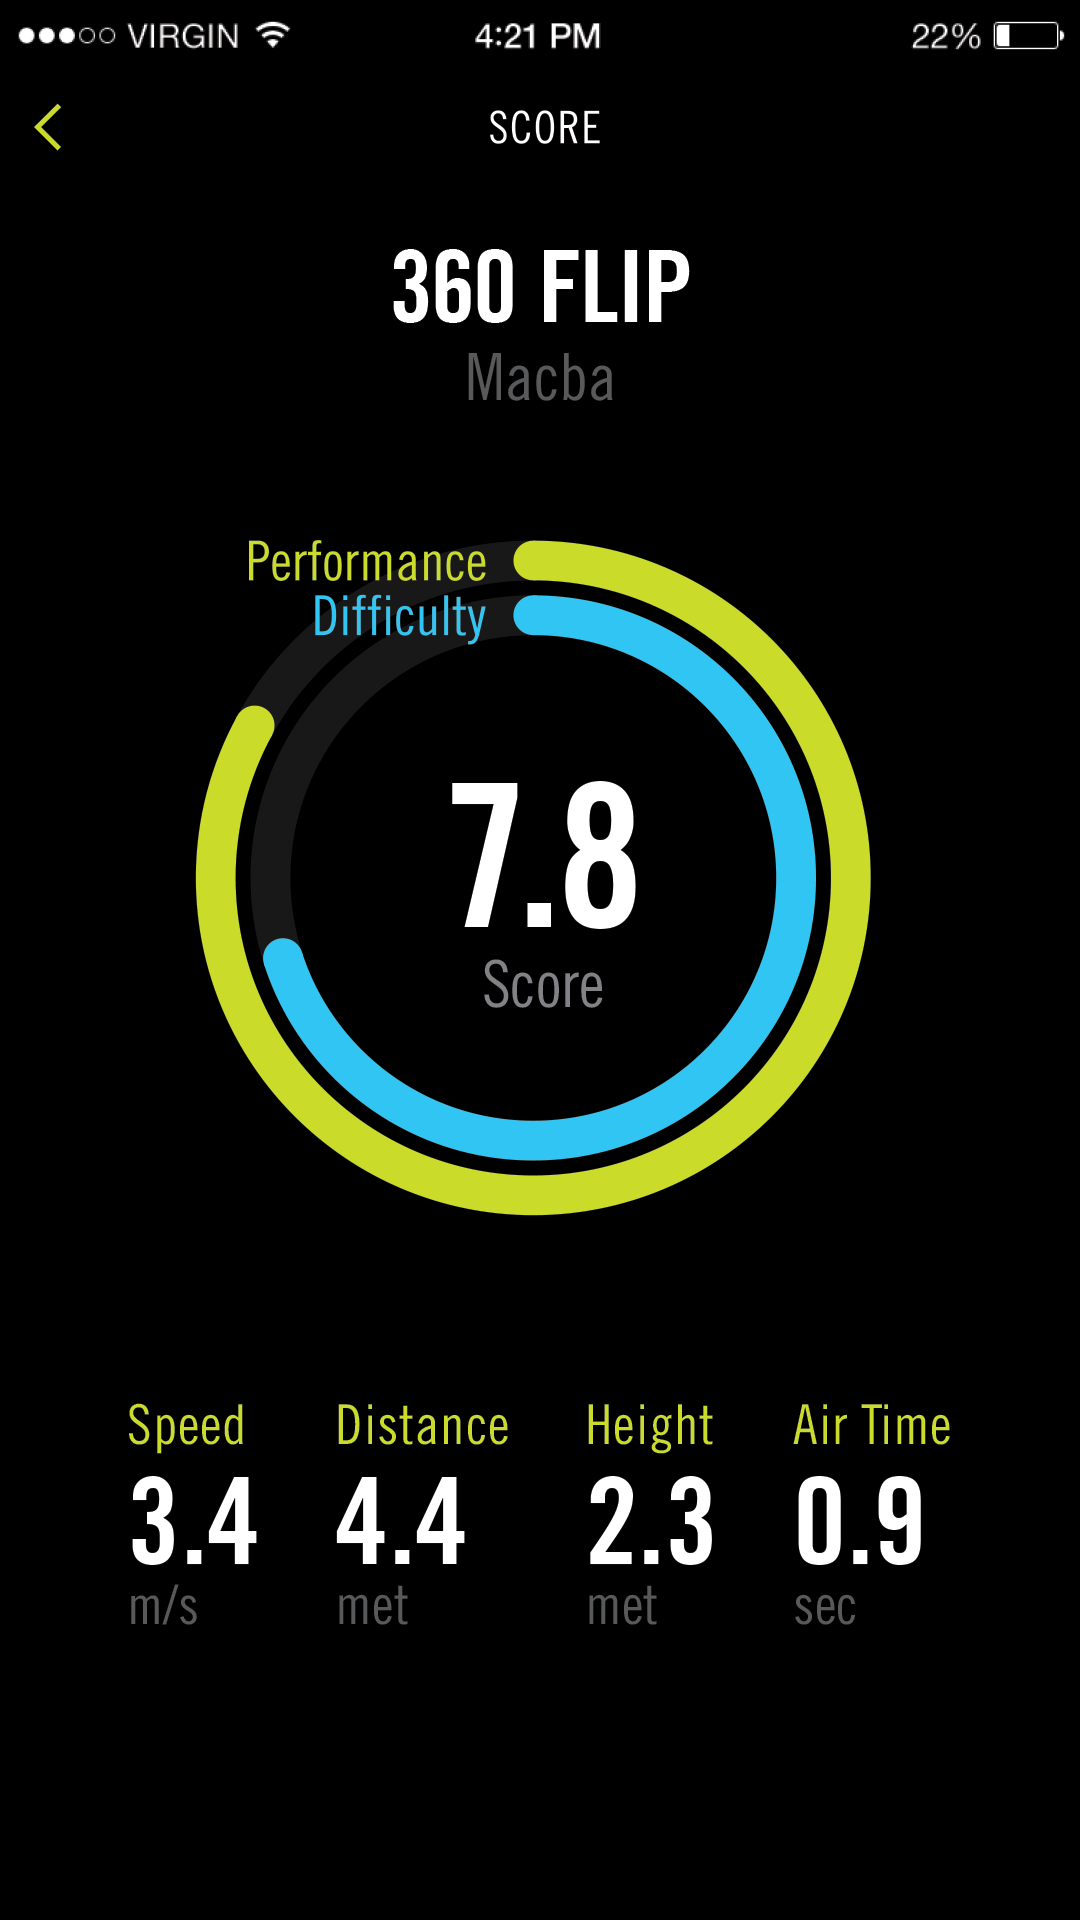 VIRGIN 4:21 PM 22%
SCORE
360 FLIP
Macba
Performance
Difficulty
7.8
Score
Speed Distance Height Air Time
3.4 4.4 2.3 0.9
m/s met met sec